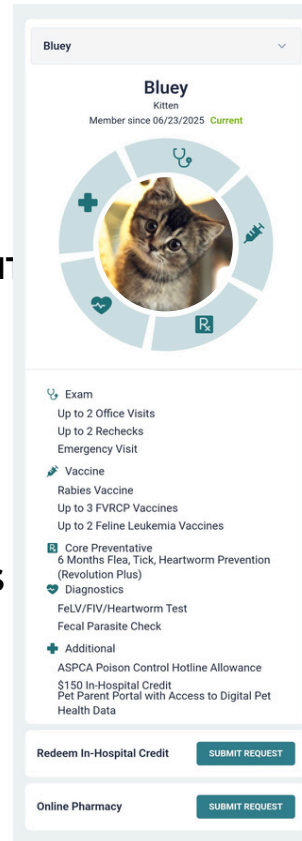 Bluey
Bluey
Kitten
Member since 06/23/2025 Current
Exam
Up to 2 Office Visits
Up to 2 Rechecks
Emergency Visit
Vaccine
Rabies Vaccine
Up to 3 FVRCP Vaccines
Up to 2 Feline Leukemia Vaccines
Core Preventative
6 Months Flea, Tick, Heartworm Prevention
(Revolution Plus)
Diagnostics
FeLV/FIV/Heartworm Test
Fecal Parasite Check
Additional
ASPCA Poison Control Hotline Allowance
$150 In-Hospital Credit
Pet Parent Portal with Access to Digital Pet
Health Data
Redeem In-Hospital Credit SUBMIT REQUEST
Online Pharmacy SUBMIT REQUEST